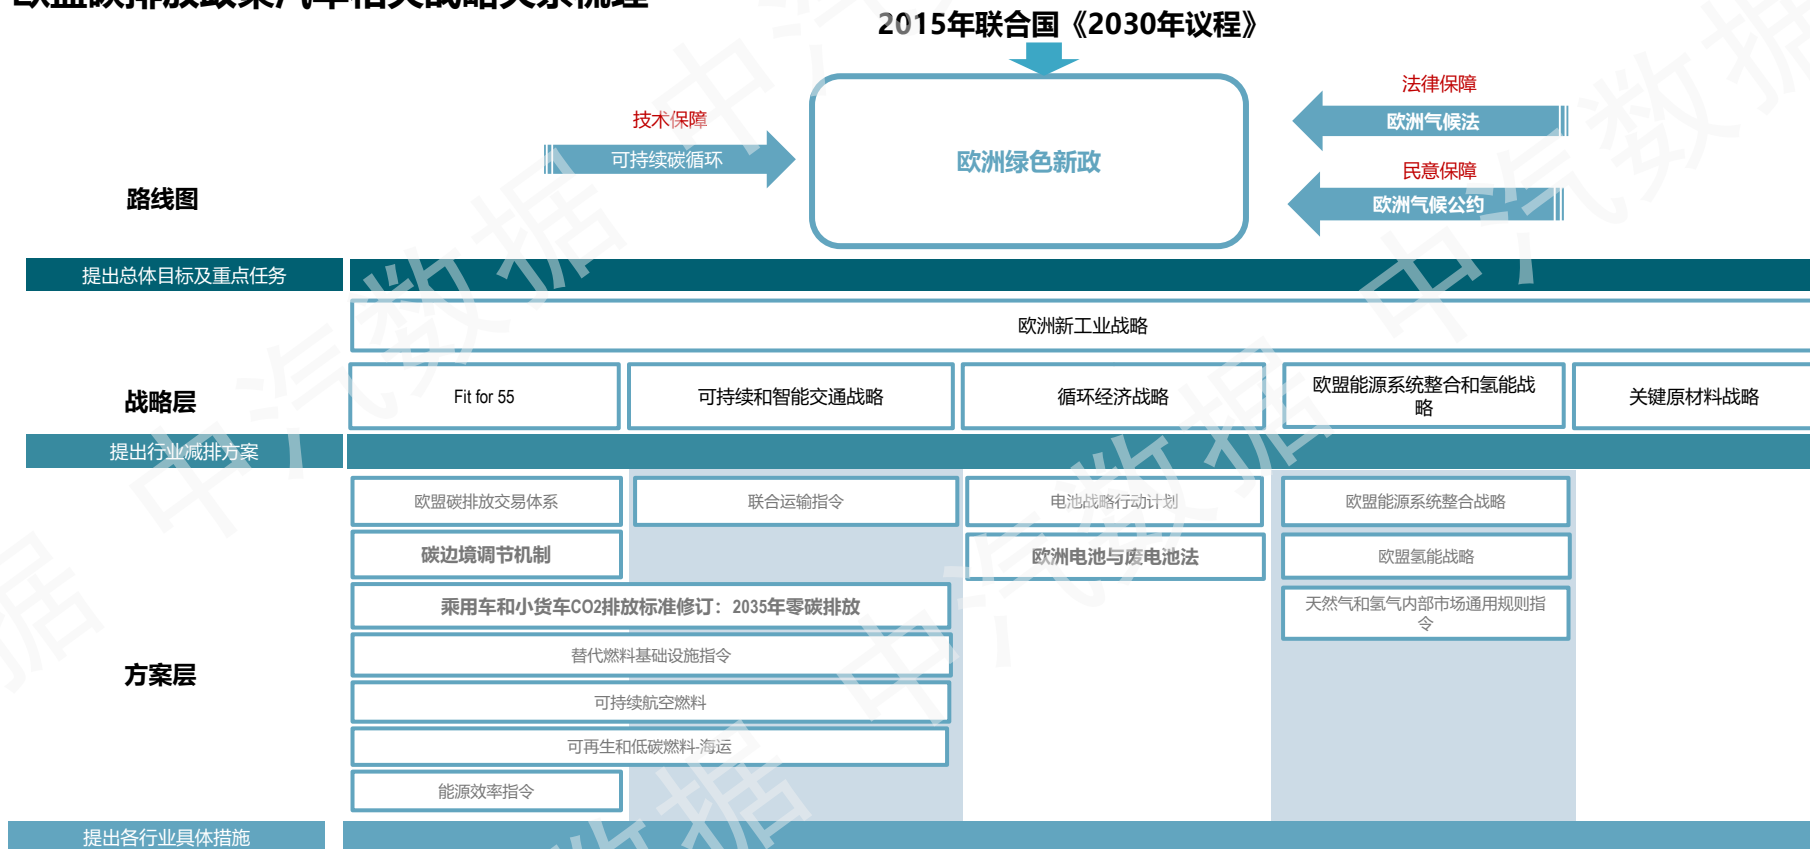 2015年联合国《2030年议程》
法律保障
技术保障
欧洲气候法
可持续碳循环
欧洲绿色新政
民意保障
路线图
欧洲气候公约
提出总体目标及重点任务
欧洲新工业战略
战略层
Fit for 55
可持续和智能交通战略
循环经济战略
欧盟能源系统整合和氢能战
略
关键原材料战略
提出行业减排方案
欧盟碳排放交易体系
联合运输指令
电池战略行动计划
欧盟能源系统整合战略
碳边境调节机制
欧洲电池与废电池法
欧盟氢能战略
乘用车和小货车CO2排放标准修订：2035年零碳排放
天然气和氢气内部市场通用规则指
令
替代燃料基础设施指令
方案层
可持续航空燃料
可再生和低碳燃料-海运
能源效率指令
提出各行业具体措施
中汽数据
中汽数据
中汽数据